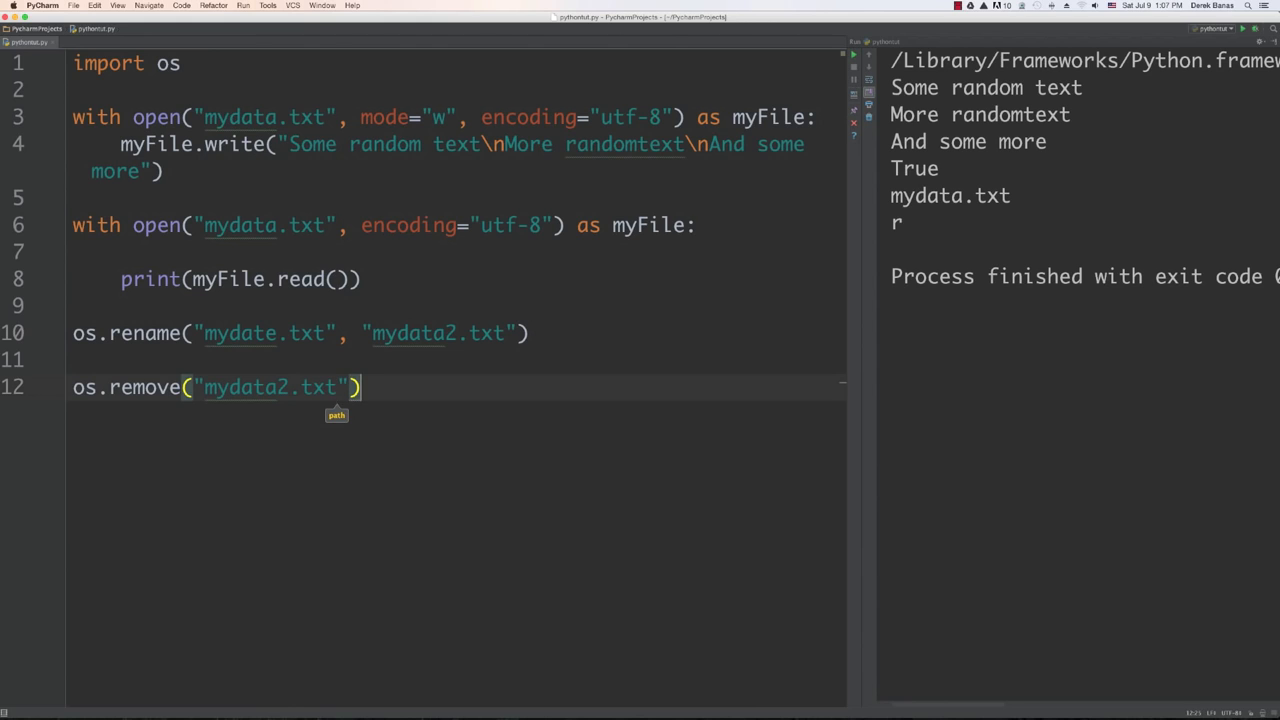 PyCharm File Edit View Navigate Code Refactor Run Tools VCS Window Help
10 Sat Jul 9 1:07 PM Derek Banas
pythontut.py - PycharmProjects - [~/PycharmProjects]
PycharmProjects pythontut.py
pythontut
pythontut.py
Run pythontut
1 import os
2
3 with open("mydata.txt", mode="w", encoding="utf-8") as myFile:
4 myFile.write("Some random text\nMore randomtext\nAnd some
more")
5
6 with open("mydata.txt", encoding="utf-8") as myFile:
7
8 print(myFile.read())
9
10 os.rename("mydate.txt", "mydata2.txt")
11
12 os.remove("mydata2.txt")
path
/Library/Frameworks/Python.framew
Some random text
More randomtext
And some more
True
mydata.txt
r
Process finished with exit code 0
12:25 LF≠ UTF-8≠